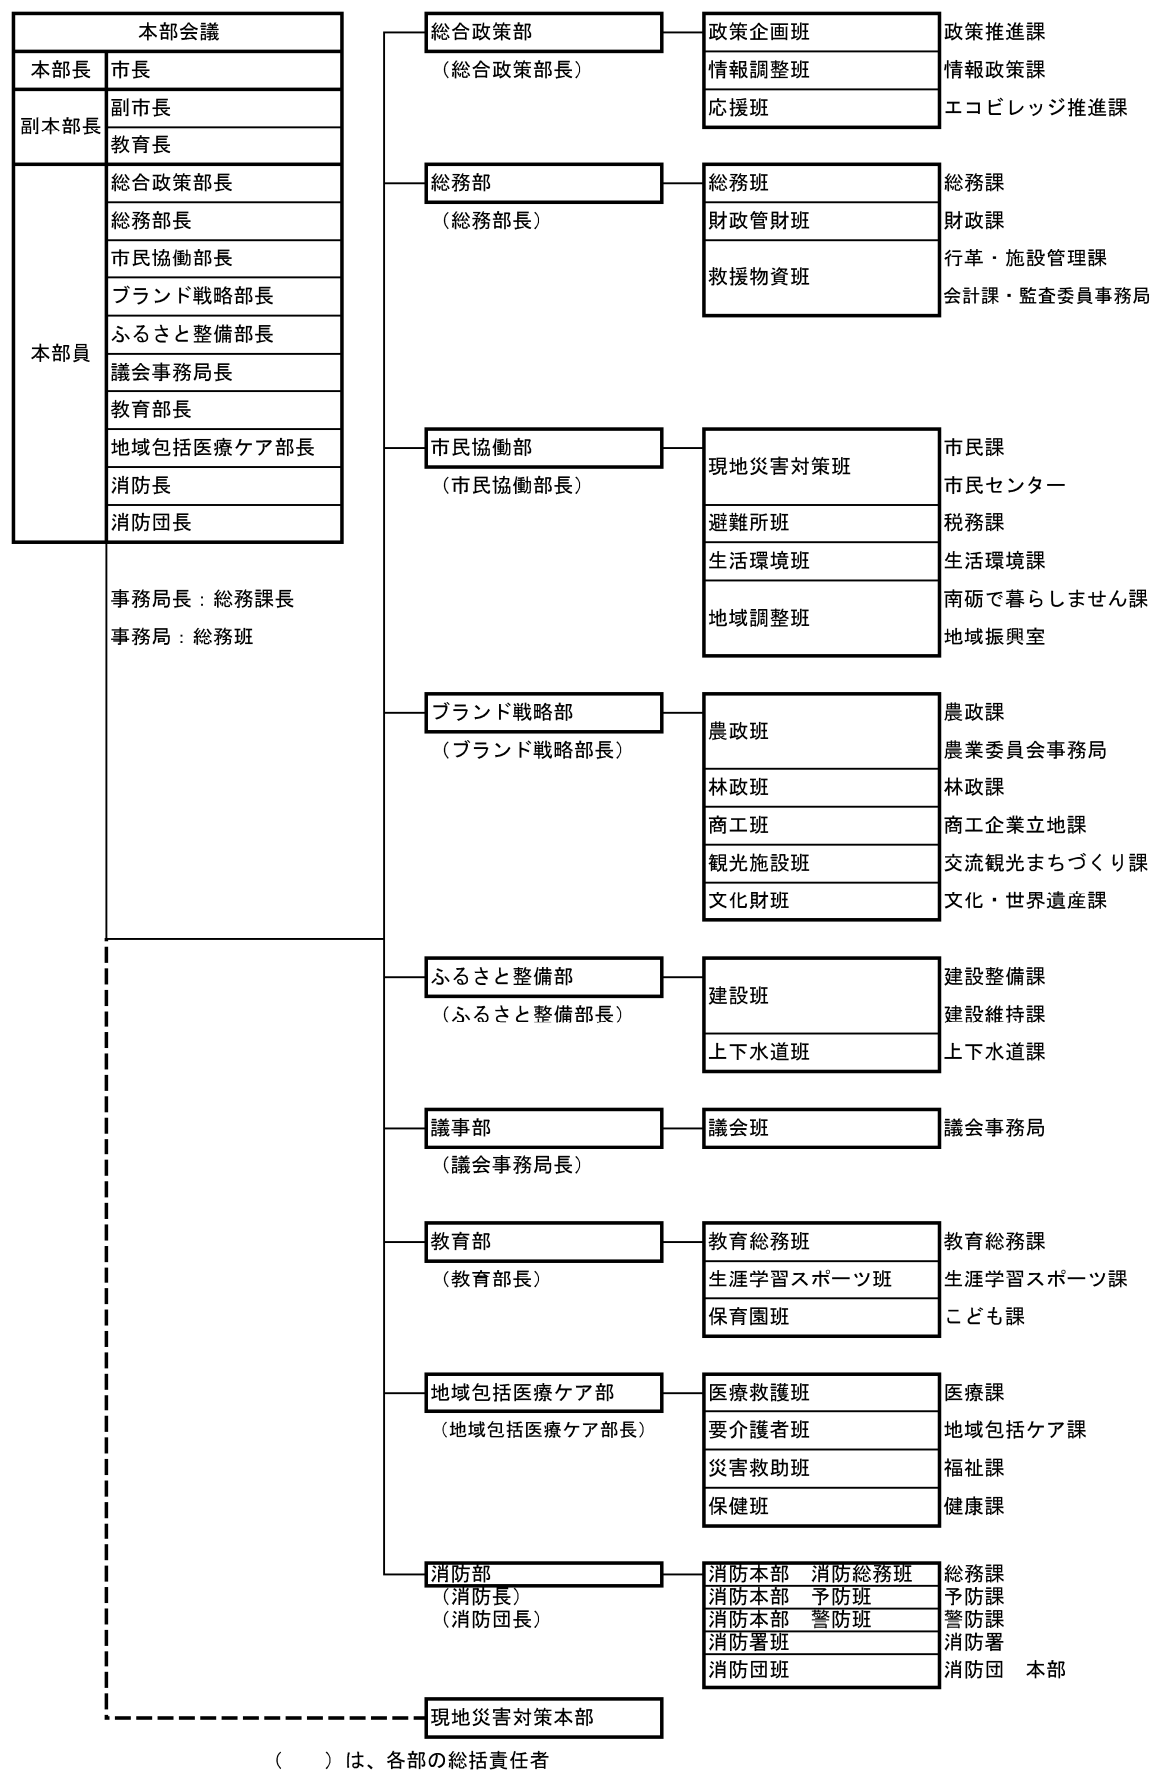 本部会議
本部長 市長
副本部長 副市長
教育長
本部員 総合政策部長
総務部長
市民協働部長
ブランド戦略部長
ふるさと整備部長
議会事務局長
教育部長
地域包括医療ケア部長
消防長
消防団長
事務局長：総務課長
事務局：総務班
総合政策部 政策企画班 政策推進課
（総合政策部長） 情報調整班 情報政策課
応援班 エコビレッジ推進課
総務部 総務班 総務課
（総務部長） 財政管財班 財政課
救援物資班 行革・施設管理課
会計課・監査委員事務局
市民協働部 現地災害対策班 市民課
（市民協働部長） 市民センター
避難所班 税務課
生活環境班 生活環境課
地域調整班 南砺で暮らしません課
地域振興室
ブランド戦略部 農政班 農政課
（ブランド戦略部長） 農業委員会事務局
林政班 林政課
商工班 商工企業立地課
観光施設班 交流観光まちづくり課
文化財班 文化・世界遺産課
ふるさと整備部 建設班 建設整備課
（ふるさと整備部長） 建設維持課
上下水道班 上下水道課
議事部 議会班 議会事務局
（議会事務局長）
教育部 教育総務班 教育総務課
（教育部長） 生涯学習スポーツ班 生涯学習スポーツ課
保育園班 こども課
地域包括医療ケア部 医療救護班 医療課
（地域包括医療ケア部長） 要介護者班 地域包括ケア課
災害救助班 福祉課
保健班 健康課
消防部 消防本部　消防総務班 総務課
（消防長） 消防本部　予防班 予防課
（消防団長） 消防本部　警防班 警防課
消防署班 消防署
消防団班 消防団　本部
現地災害対策本部
（　　）は、各部の総括責任者